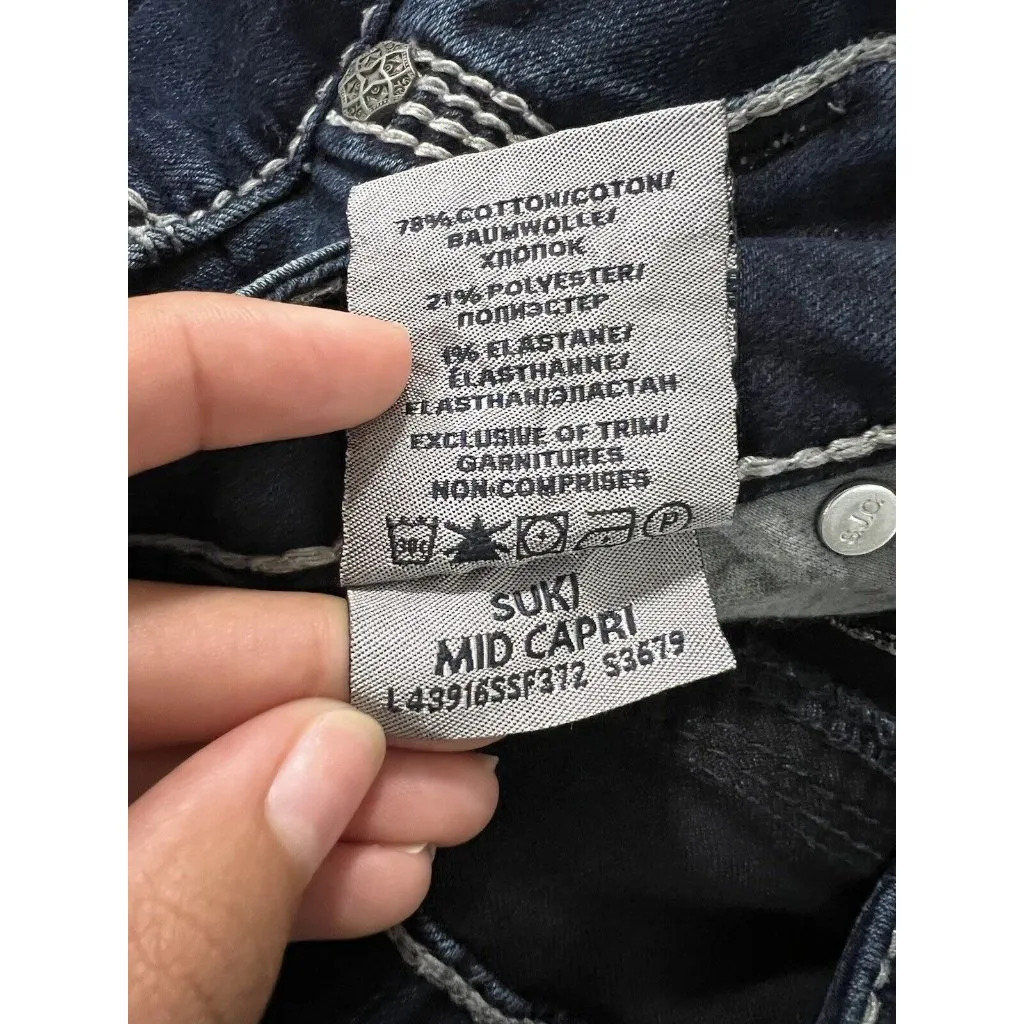 78% COTTON/COTON/
BAUMWOLLE/
ХЛОПОК
21% POLYESTER/
ПОЛИЭСТЕР
1% ELASTANE/
ÉLASTHANNE/
ELASTHAN/ЭЛАСТАН
EXCLUSIVE OF TRIM/
GARNITURES
NON-COMPRISES
30C
P
SUKI
MID CAPRI
L43916SSF372 S3679
S.J.C.